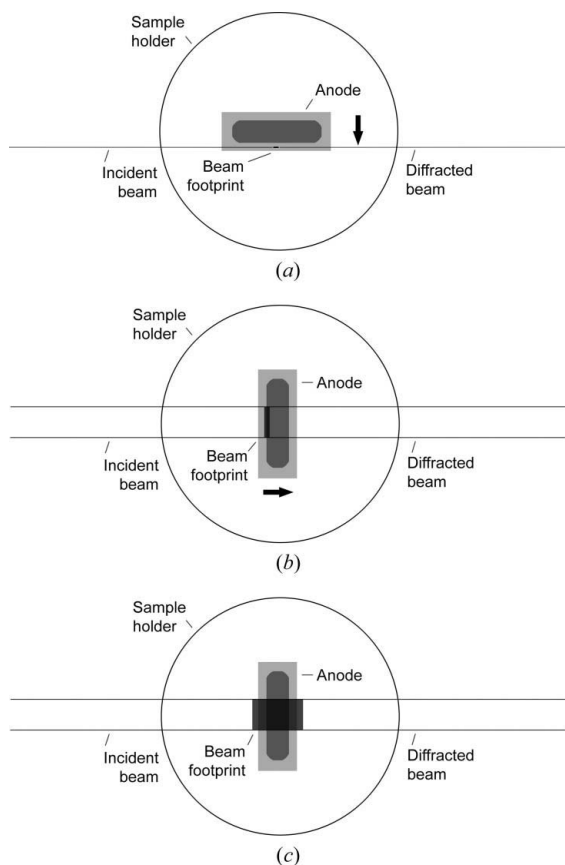 Sample
holder
Anode
Incident
beam
Beam
footprint
Diffracted
beam
(a)
Sample
holder
Anode
Beam
footprint
Incident
beam
Diffracted
beam
(b)
Sample
holder
Anode
Incident
beam
Beam
footprint
Diffracted
beam
(c)